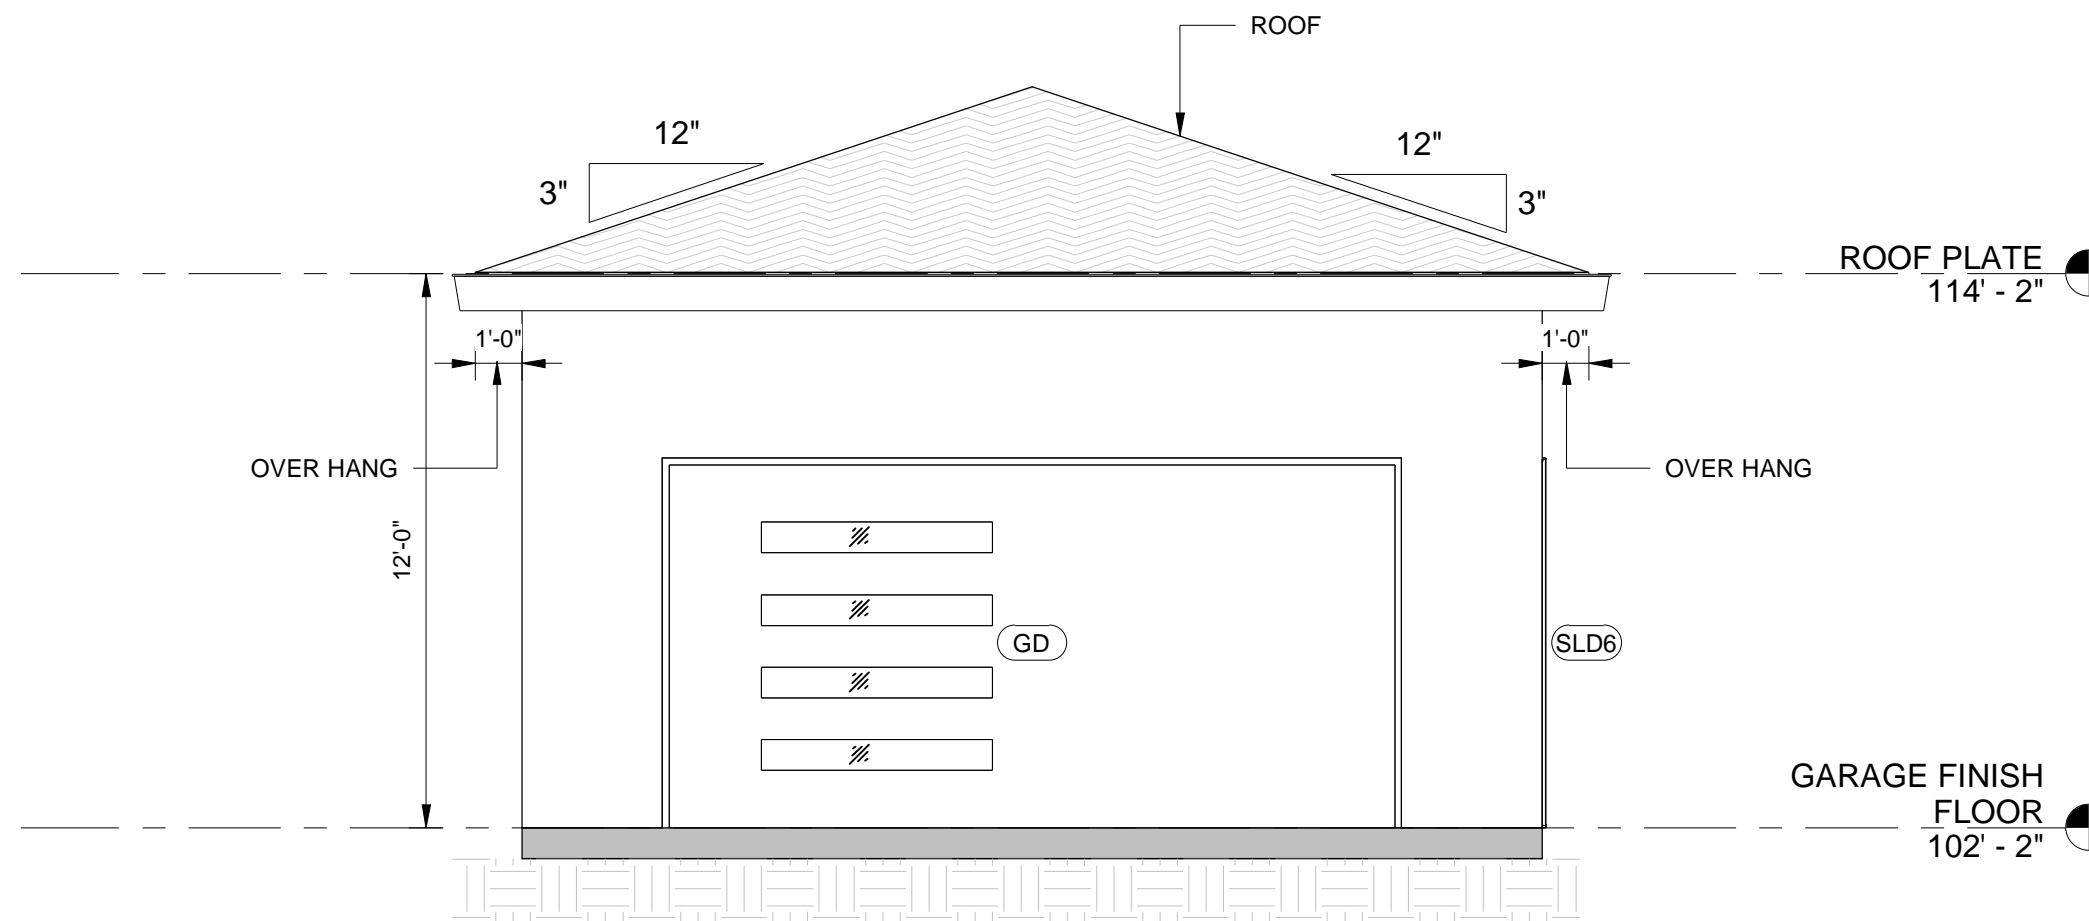 ROOF
12"
12"
3"
3"
ROOF PLATE
114' - 2"
1'-0"
1'-0"
OVER HANG
OVER HANG
12'-0"
GD
SLD6
GARAGE FINISH
FLOOR
102' - 2"